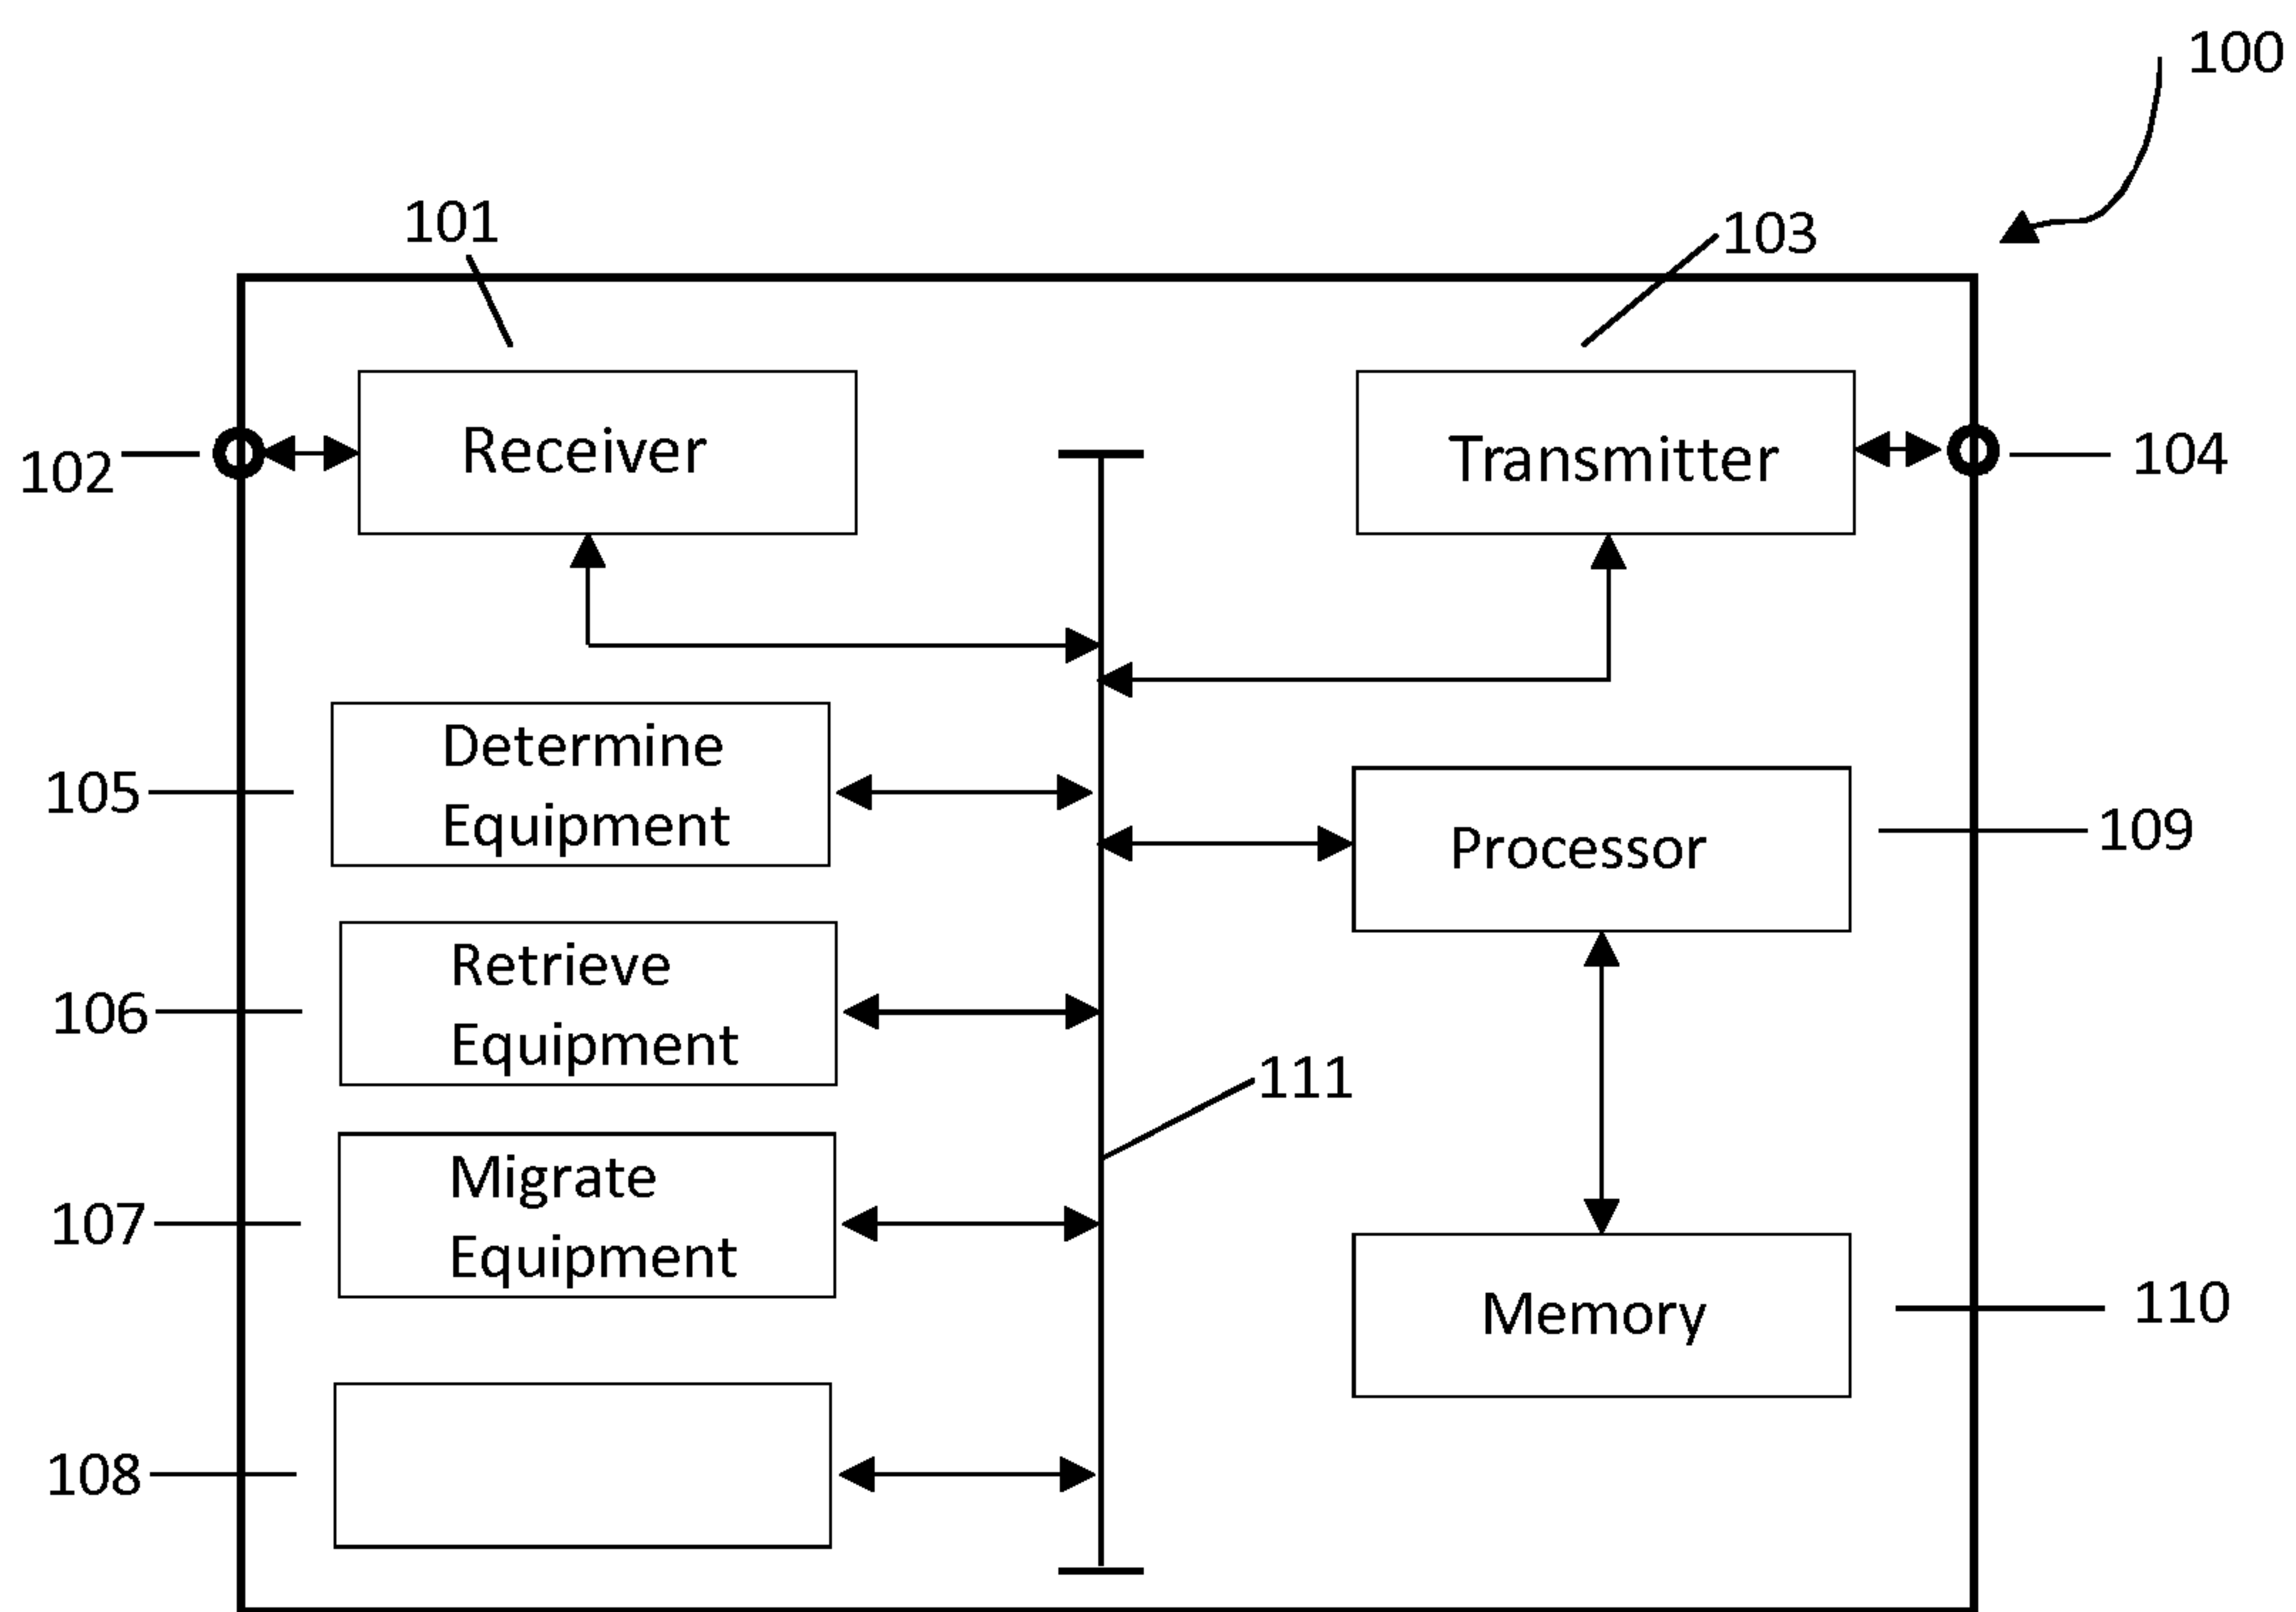 100
101
103
Receiver
Transmitter
102
104
Determine
Equipment
105
Processor
109
Retrieve
Equipment
106
111
Migrate
Equipment
107
Memory
110
108